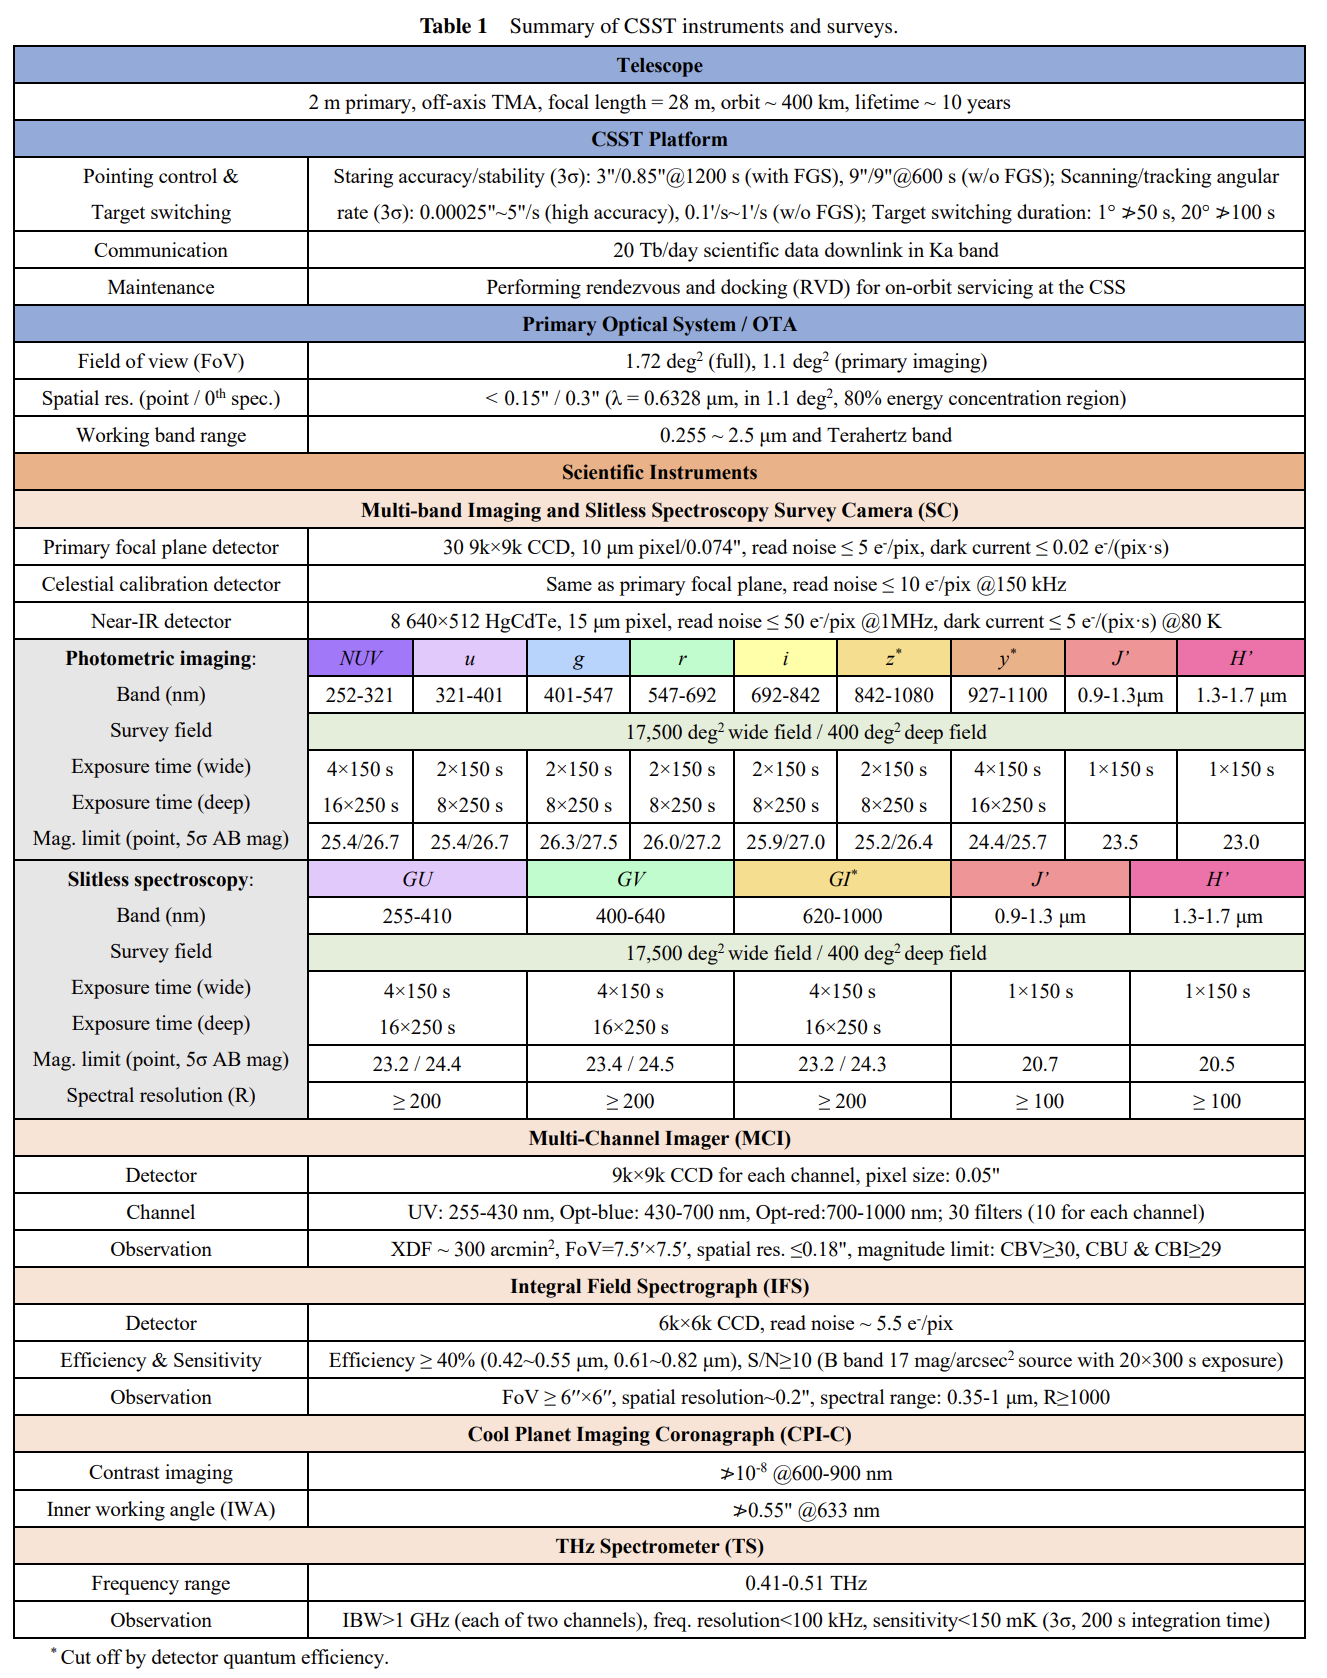 Table 1 Summary of CSST instruments and surveys.
Telescope
2 m primary, off-axis TMA, focal length = 28 m, orbit ~ 400 km, lifetime ~ 10 years
CSST Platform
Pointing control &
Target switching
Staring accuracy/stability (3σ): 3"/0.85"@1200 s (with FGS), 9"/9"@600 s (w/o FGS); Scanning/tracking angular
rate (3σ): 0.00025"~5"/s (high accuracy), 0.1'/s~1'/s (w/o FGS); Target switching duration: 1° ≯50 s, 20° ≯100 s
Communication 20 Tb/day scientific data downlink in Ka band
Maintenance Performing rendezvous and docking (RVD) for on-orbit servicing at the CSS
Primary Optical System / OTA
Field of view (FoV) 1.72 deg² (full), 1.1 deg² (primary imaging)
Spatial res. (point / 0th spec.) < 0.15" / 0.3" (λ = 0.6328 μm, in 1.1 deg², 80% energy concentration region)
Working band range 0.255 ~ 2.5 μm and Terahertz band
Scientific Instruments
Multi-band Imaging and Slitless Spectroscopy Survey Camera (SC)
Primary focal plane detector 30 9k×9k CCD, 10 μm pixel/0.074", read noise ≤ 5 e⁻/pix, dark current ≤ 0.02 e⁻/(pix·s)
Celestial calibration detector Same as primary focal plane, read noise ≤ 10 e⁻/pix @150 kHz
Near-IR detector 8 640×512 HgCdTe, 15 μm pixel, read noise ≤ 50 e⁻/pix @1MHz, dark current ≤ 5 e⁻/(pix·s) @80 K
Photometric imaging: NUV u g r i z* y* J’ H’
Band (nm) 252-321 321-401 401-547 547-692 692-842 842-1080 927-1100 0.9-1.3μm 1.3-1.7 μm
Survey field 17,500 deg² wide field / 400 deg² deep field
Exposure time (wide) 4×150 s 2×150 s 2×150 s 2×150 s 2×150 s 2×150 s 4×150 s 1×150 s 1×150 s
Exposure time (deep) 16×250 s 8×250 s 8×250 s 8×250 s 8×250 s 8×250 s 16×250 s
Mag. limit (point, 5σ AB mag) 25.4/26.7 25.4/26.7 26.3/27.5 26.0/27.2 25.9/27.0 25.2/26.4 24.4/25.7 23.5 23.0
Slitless spectroscopy: GU GV GI* J’ H’
Band (nm) 255-410 400-640 620-1000 0.9-1.3 μm 1.3-1.7 μm
Survey field 17,500 deg² wide field / 400 deg² deep field
Exposure time (wide) 4×150 s 4×150 s 4×150 s 1×150 s 1×150 s
Exposure time (deep) 16×250 s 16×250 s 16×250 s
Mag. limit (point, 5σ AB mag) 23.2 / 24.4 23.4 / 24.5 23.2 / 24.3 20.7 20.5
Spectral resolution (R) ≥ 200 ≥ 200 ≥ 200 ≥ 100 ≥ 100
Multi-Channel Imager (MCI)
Detector 9k×9k CCD for each channel, pixel size: 0.05"
Channel UV: 255-430 nm, Opt-blue: 430-700 nm, Opt-red:700-1000 nm; 30 filters (10 for each channel)
Observation XDF ~ 300 arcmin², FoV=7.5′×7.5′, spatial res. ≤0.18", magnitude limit: CBV≥30, CBU & CBI≥29
Integral Field Spectrograph (IFS)
Detector 6k×6k CCD, read noise ~ 5.5 e⁻/pix
Efficiency & Sensitivity Efficiency ≥ 40% (0.42~0.55 μm, 0.61~0.82 μm), S/N≥10 (B band 17 mag/arcsec² source with 20×300 s exposure)
Observation FoV ≥ 6′′×6′′, spatial resolution~0.2", spectral range: 0.35-1 μm, R≥1000
Cool Planet Imaging Coronagraph (CPI-C)
Contrast imaging ≯10⁻⁸ @600-900 nm
Inner working angle (IWA) ≯0.55" @633 nm
THz Spectrometer (TS)
Frequency range 0.41-0.51 THz
Observation IBW>1 GHz (each of two channels), freq. resolution<100 kHz, sensitivity<150 mK (3σ, 200 s integration time)
* Cut off by detector quantum efficiency.